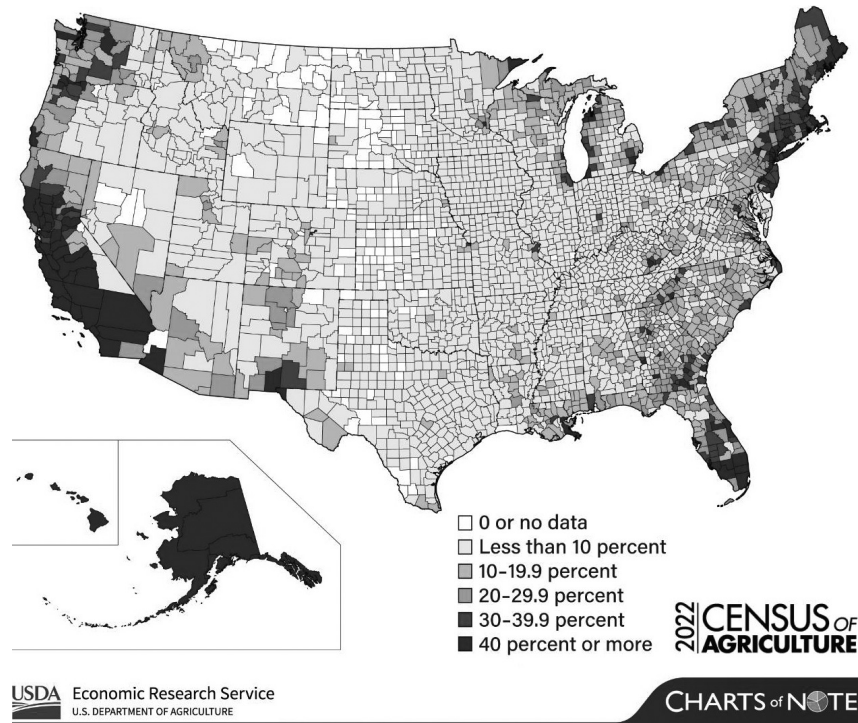 0 or no data
Less than 10 percent
10–19.9 percent
20–29.9 percent
30–39.9 percent
40 percent or more
2022 CENSUS OF
AGRICULTURE
USDA
Economic Research Service
U.S. DEPARTMENT OF AGRICULTURE
CHARTS of NOTE